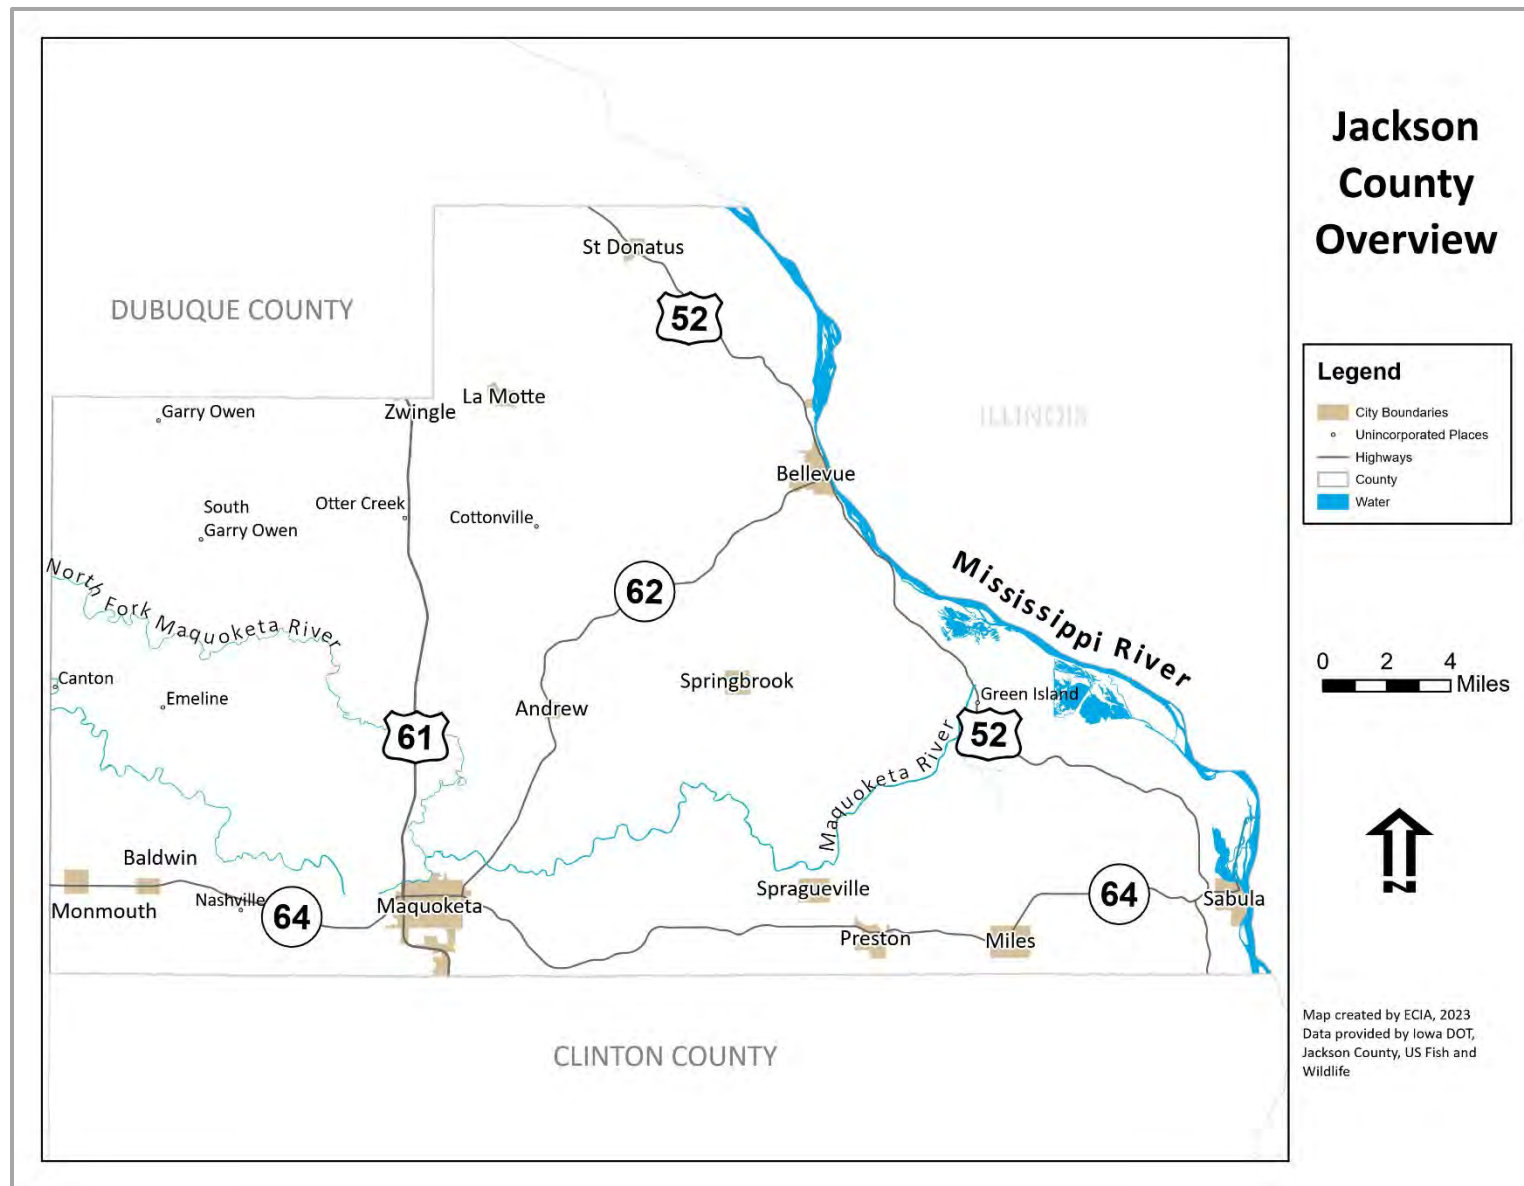 Jackson
County
Overview
St Donatus
DUBUQUE COUNTY
52
La Motte
Garry Owen
Zwingle
ILLINOIS
Bellevue
South
Garry Owen
Otter Creek
Cottonville
North Fork Maquoketa River
62
Mississippi River
Canton
Emeline
Springbrook
Andrew
Green Island
61
52
Maquoketa River
Baldwin
Monmouth
Nashville
64
Maquoketa
Spragueville
64
Sabula
Preston
Miles
CLINTON COUNTY
Legend
City Boundaries
Unincorporated Places
Highways
County
Water
0 2 4
Miles
N
Map created by ECIA, 2023
Data provided by Iowa DOT,
Jackson County, US Fish and
Wildlife